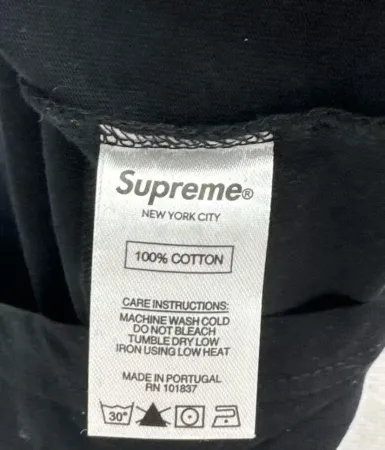 Supreme®
NEW YORK CITY
100% COTTON
CARE INSTRUCTIONS:
MACHINE WASH COLD
DO NOT BLEACH
TUMBLE DRY LOW
IRON USING LOW HEAT
MADE IN PORTUGAL
RN 101837
30°